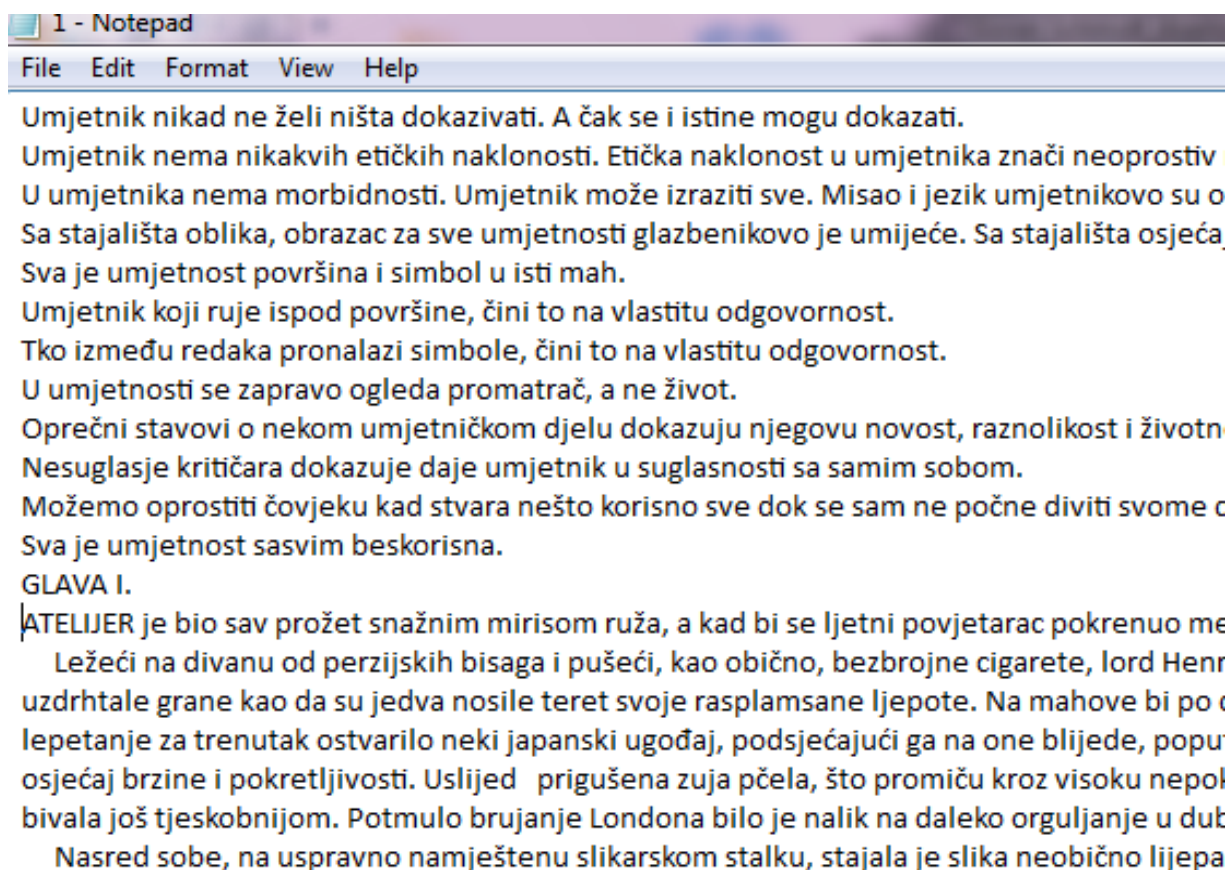 1 - Notepad
File Edit Format View Help
Umjetnik nikad ne želi ništa dokazivati. A čak se i istine mogu dokazati.
Umjetnik nema nikakvih etičkih naklonosti. Etička naklonost u umjetnika znači neoprostiv
U umjetnika nema morbidnosti. Umjetnik može izraziti sve. Misao i jezik umjetnikovo su
Sa stajališta oblika, obrazac za sve umjetnosti glazbenikovo je umijeće. Sa stajališta
Sva je umjetnost površina i simbol u isti mah.
Umjetnik koji ruje ispod površine, čini to na vlastitu odgovornost.
Tko između redaka pronalazi simbole, čini to na vlastitu odgovornost.
U umjetnosti se zapravo ogleda promatrač, a ne život.
Oprečni stavovi o nekom umjetničkom djelu dokazuju njegovu novost, raznolikost i
Nesuglasje kritičara dokazuje daje umjetnik u suglasnosti sa samim sobom.
Možemo oprostiti čovjeku kad stvara nešto korisno sve dok se sam ne počne diviti svome
Sva je umjetnost sasvim beskorisna.
GLAVA I.
ATELIJER je bio sav prožet snažnim mirisom ruža, a kad bi se ljetni povjetarac pokrenuo
Ležeći na divanu od perzijskih bisaga i pušeći, kao obično, bezbrojne cigarete, lord
uzdrhtale grane kao da su jedva nosile teret svoje rasplamsane ljepote. Na mahove bi po
lepetanje za trenutak ostvarilo neki japanski ugođaj, podsjećajući ga na one blijede,
osjećaj brzine i pokretljivosti. Uslijed prigušena zuja pčela, što promiču kroz visoku
bivala još tjeskobnijom. Potmulo brujanje Londona bilo je nalik na daleko orguljanje u
Nasred sobe, na uspravno namještenu slikarskom stalku, stajala je slika neobično lijepa